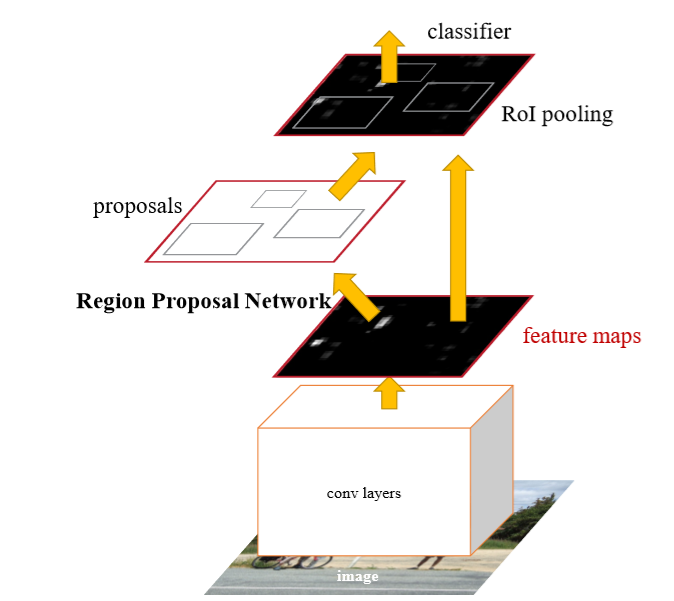 classifier
RoI pooling
proposals
Region Proposal Network
feature maps
conv layers
image